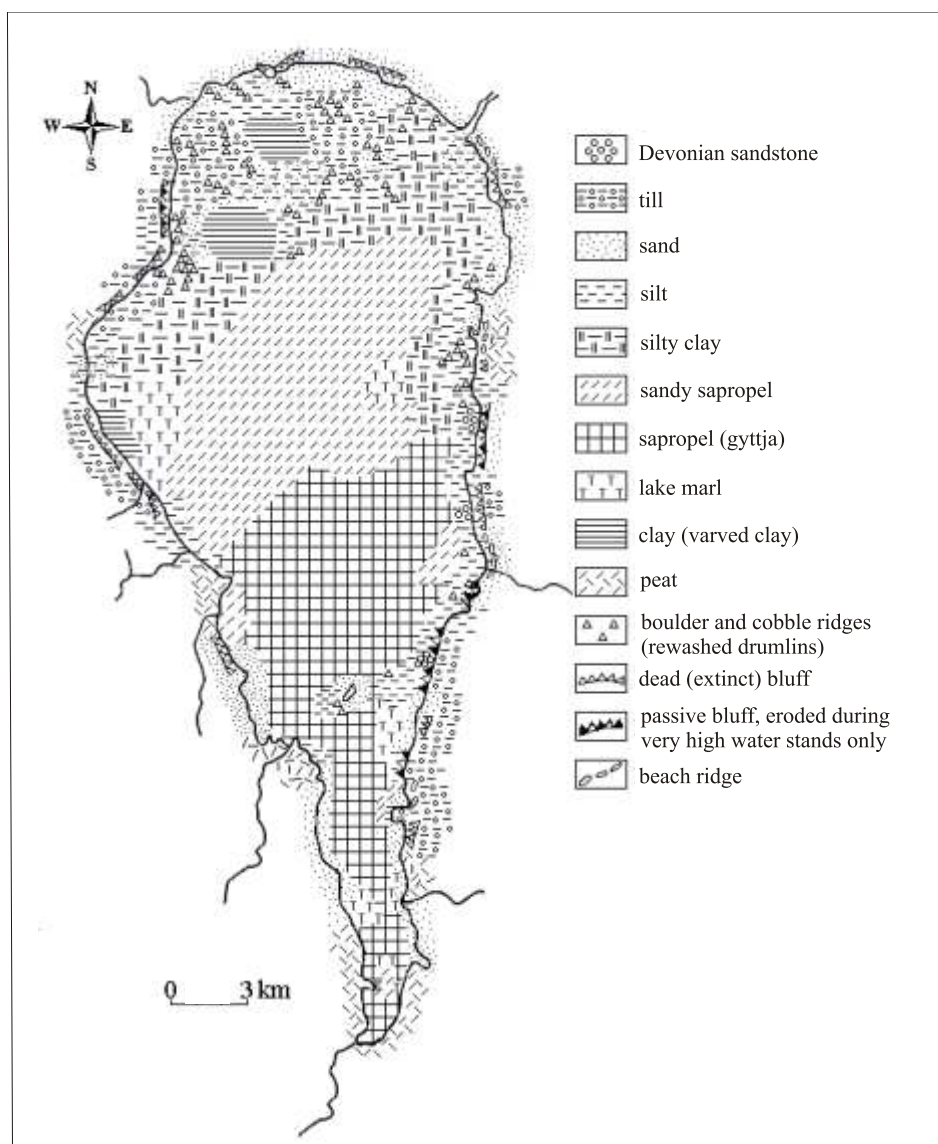 N
W E
S
Devonian sandstone
till
sand
silt
silty clay
sandy sapropel
sapropel (gyttja)
lake marl
clay (varved clay)
peat
boulder and cobble ridges
(rewashed drumlins)
dead (extinct) bluff
passive bluff, eroded during
very high water stands only
beach ridge
0 3 km